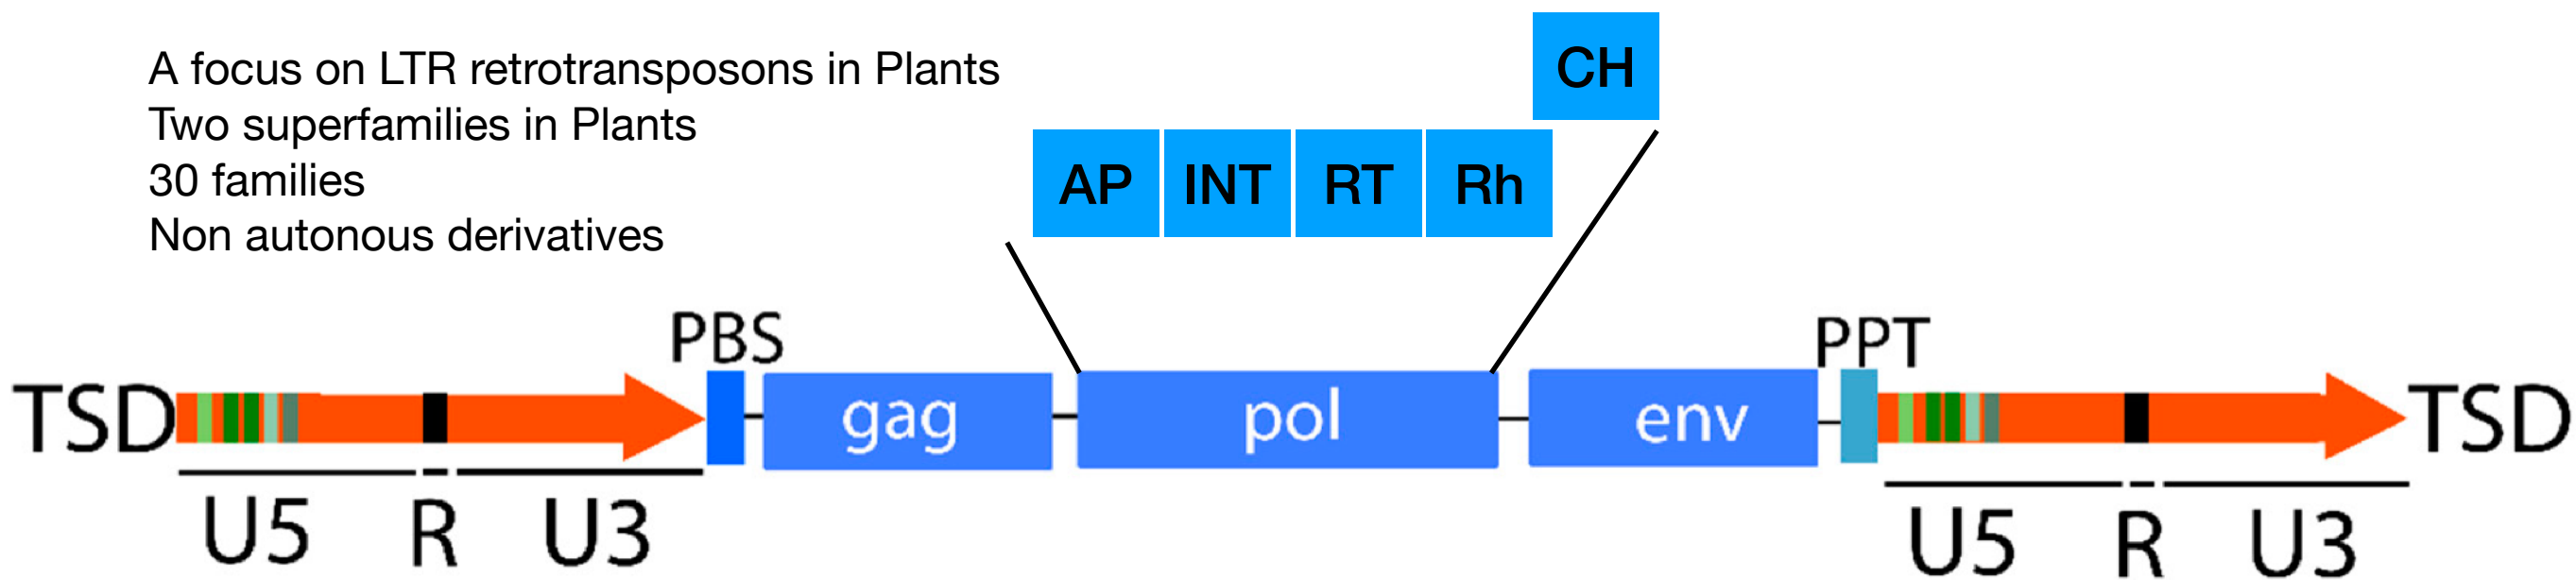 A focus on LTR retrotransposons in Plants
Two superfamilies in Plants
30 families
Non autonous derivatives
CH
AP INT RT Rh
PBS
PPT
TSD gag pol env TSD
U5 R U3
U5 R U3